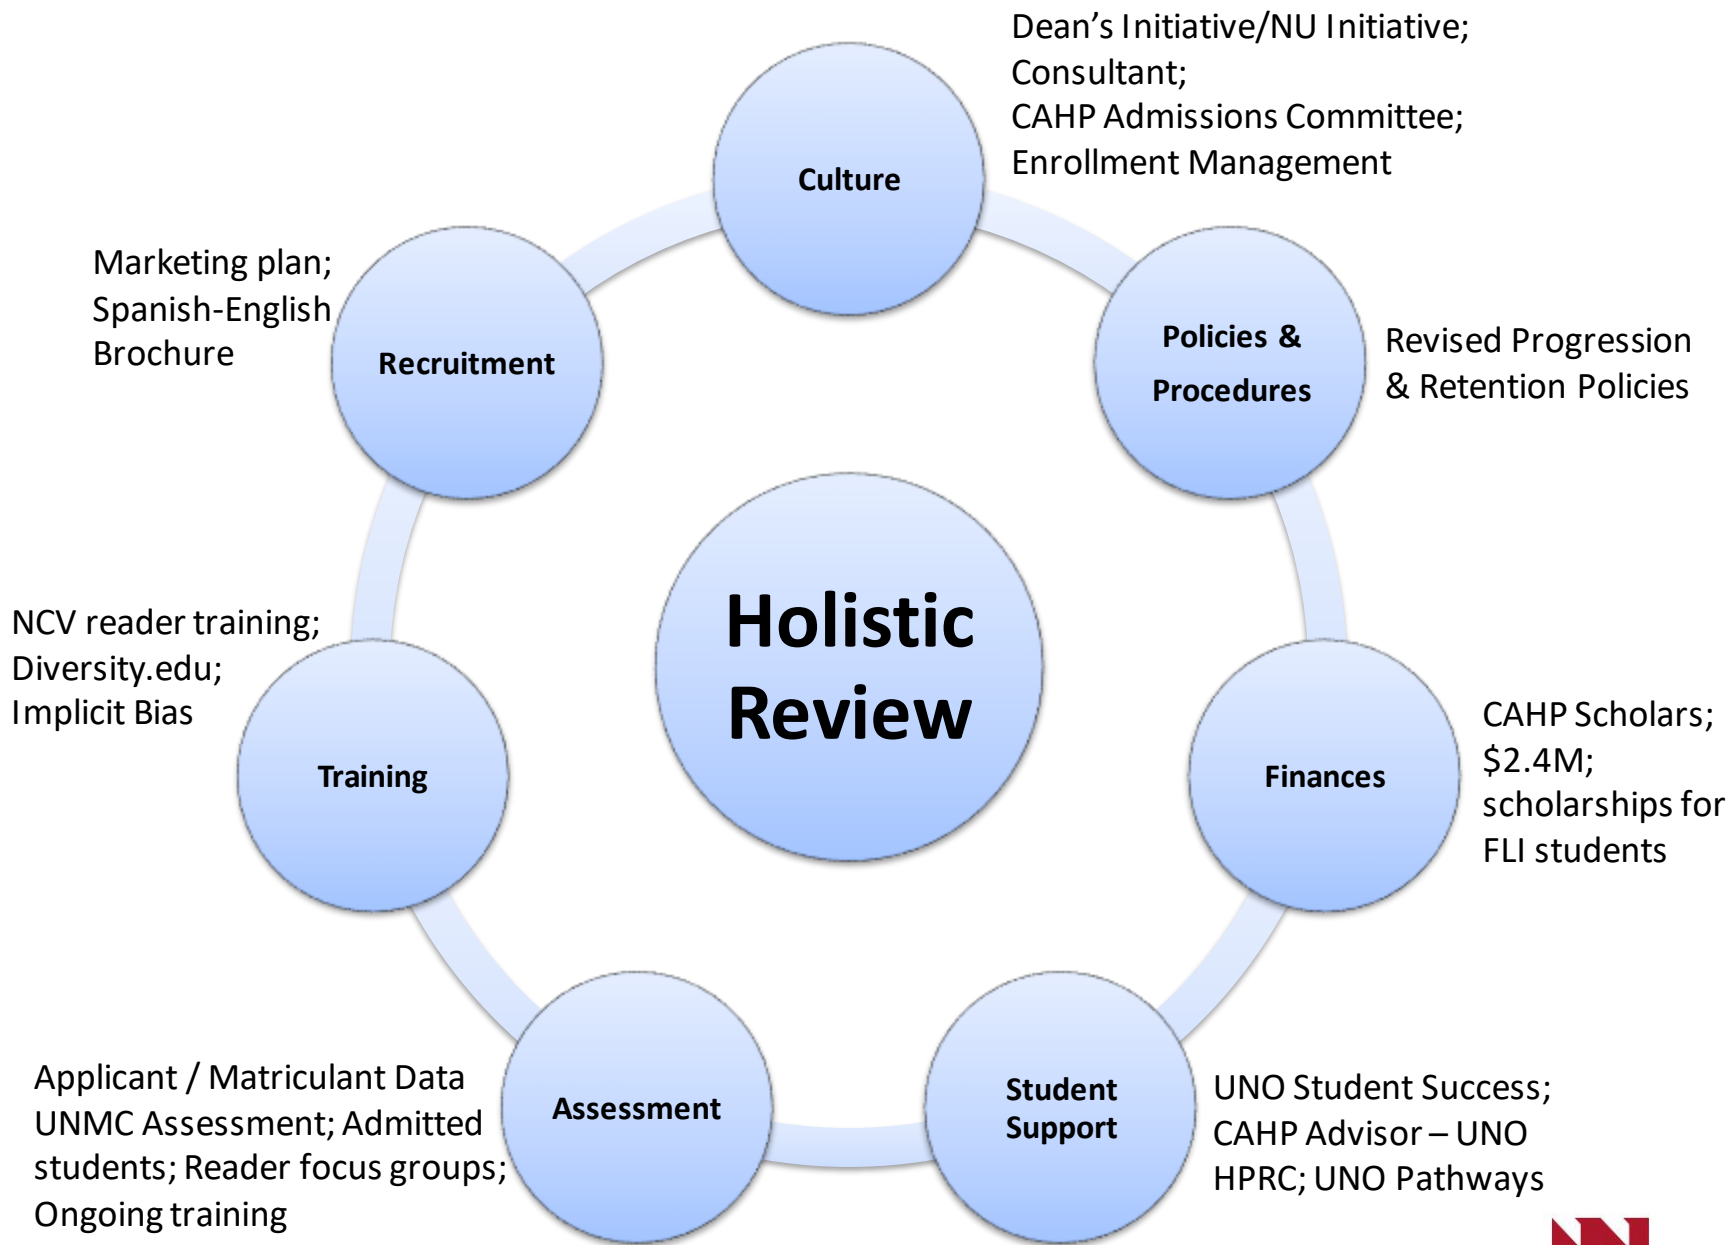 Dean’s Initiative/NU Initiative;
Consultant;
CAHP Admissions Committee;
Enrollment Management
Culture
Marketing plan;
Spanish-English
Brochure
Recruitment
Policies &
Procedures
Revised Progression
& Retention Policies
Holistic
Review
NCV reader training;
Diversity.edu;
Implicit Bias
Training
Finances
CAHP Scholars;
$2.4M;
scholarships for
FLI students
Applicant / Matriculant Data
UNMC Assessment; Admitted
students; Reader focus groups;
Ongoing training
Assessment
Student
Support
UNO Student Success;
CAHP Advisor – UNO
HPRC; UNO Pathways